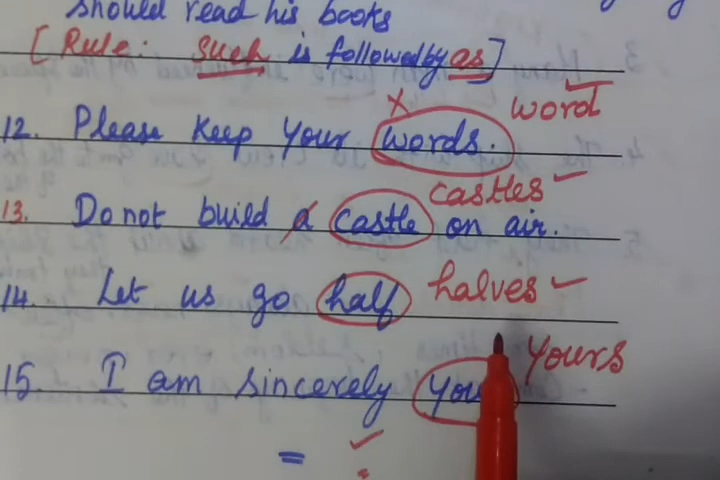 should read his books
[Rule: Such is followed by as]
12. Please keep your words. word
13. Do not build a castle on air. castles
14. Let us go half halves
15. I am sincerely yours
=